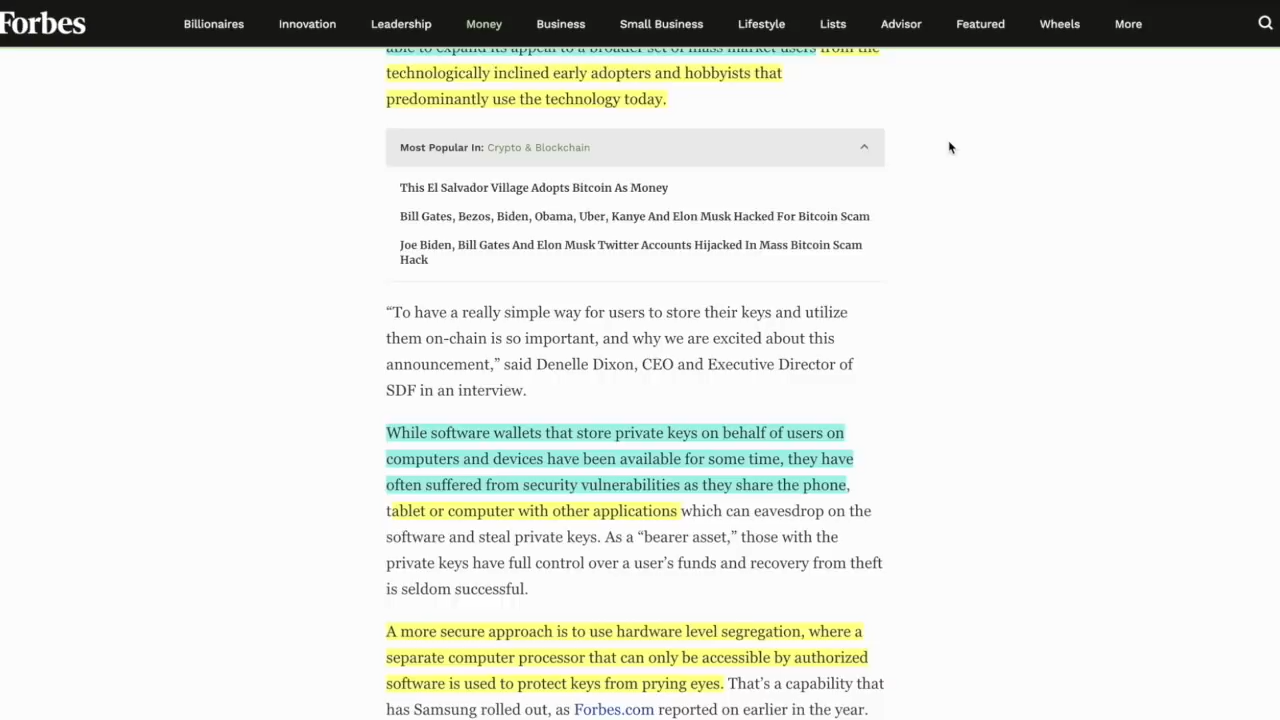 Forbes
Billionaires Innovation Leadership Money Business Small Business Lifestyle Lists Advisor Featured Wheels More
able to expand its appeal to a broader set of mass market users from the
technologically inclined early adopters and hobbyists that
predominantly use the technology today.
Most Popular In: Crypto & Blockchain
This El Salvador Village Adopts Bitcoin As Money
Bill Gates, Bezos, Biden, Obama, Uber, Kanye And Elon Musk Hacked For Bitcoin Scam
Joe Biden, Bill Gates And Elon Musk Twitter Accounts Hijacked In Mass Bitcoin Scam
Hack
“To have a really simple way for users to store their keys and utilize
them on-chain is so important, and why we are excited about this
announcement,” said Denelle Dixon, CEO and Executive Director of
SDF in an interview.
While software wallets that store private keys on behalf of users on
computers and devices have been available for some time, they have
often suffered from security vulnerabilities as they share the phone,
tablet or computer with other applications which can eavesdrop on the
software and steal private keys. As a “bearer asset,” those with the
private keys have full control over a user’s funds and recovery from theft
is seldom successful.
A more secure approach is to use hardware level segregation, where a
separate computer processor that can only be accessible by authorized
software is used to protect keys from prying eyes. That’s a capability that
has Samsung rolled out, as Forbes.com reported on earlier in the year.